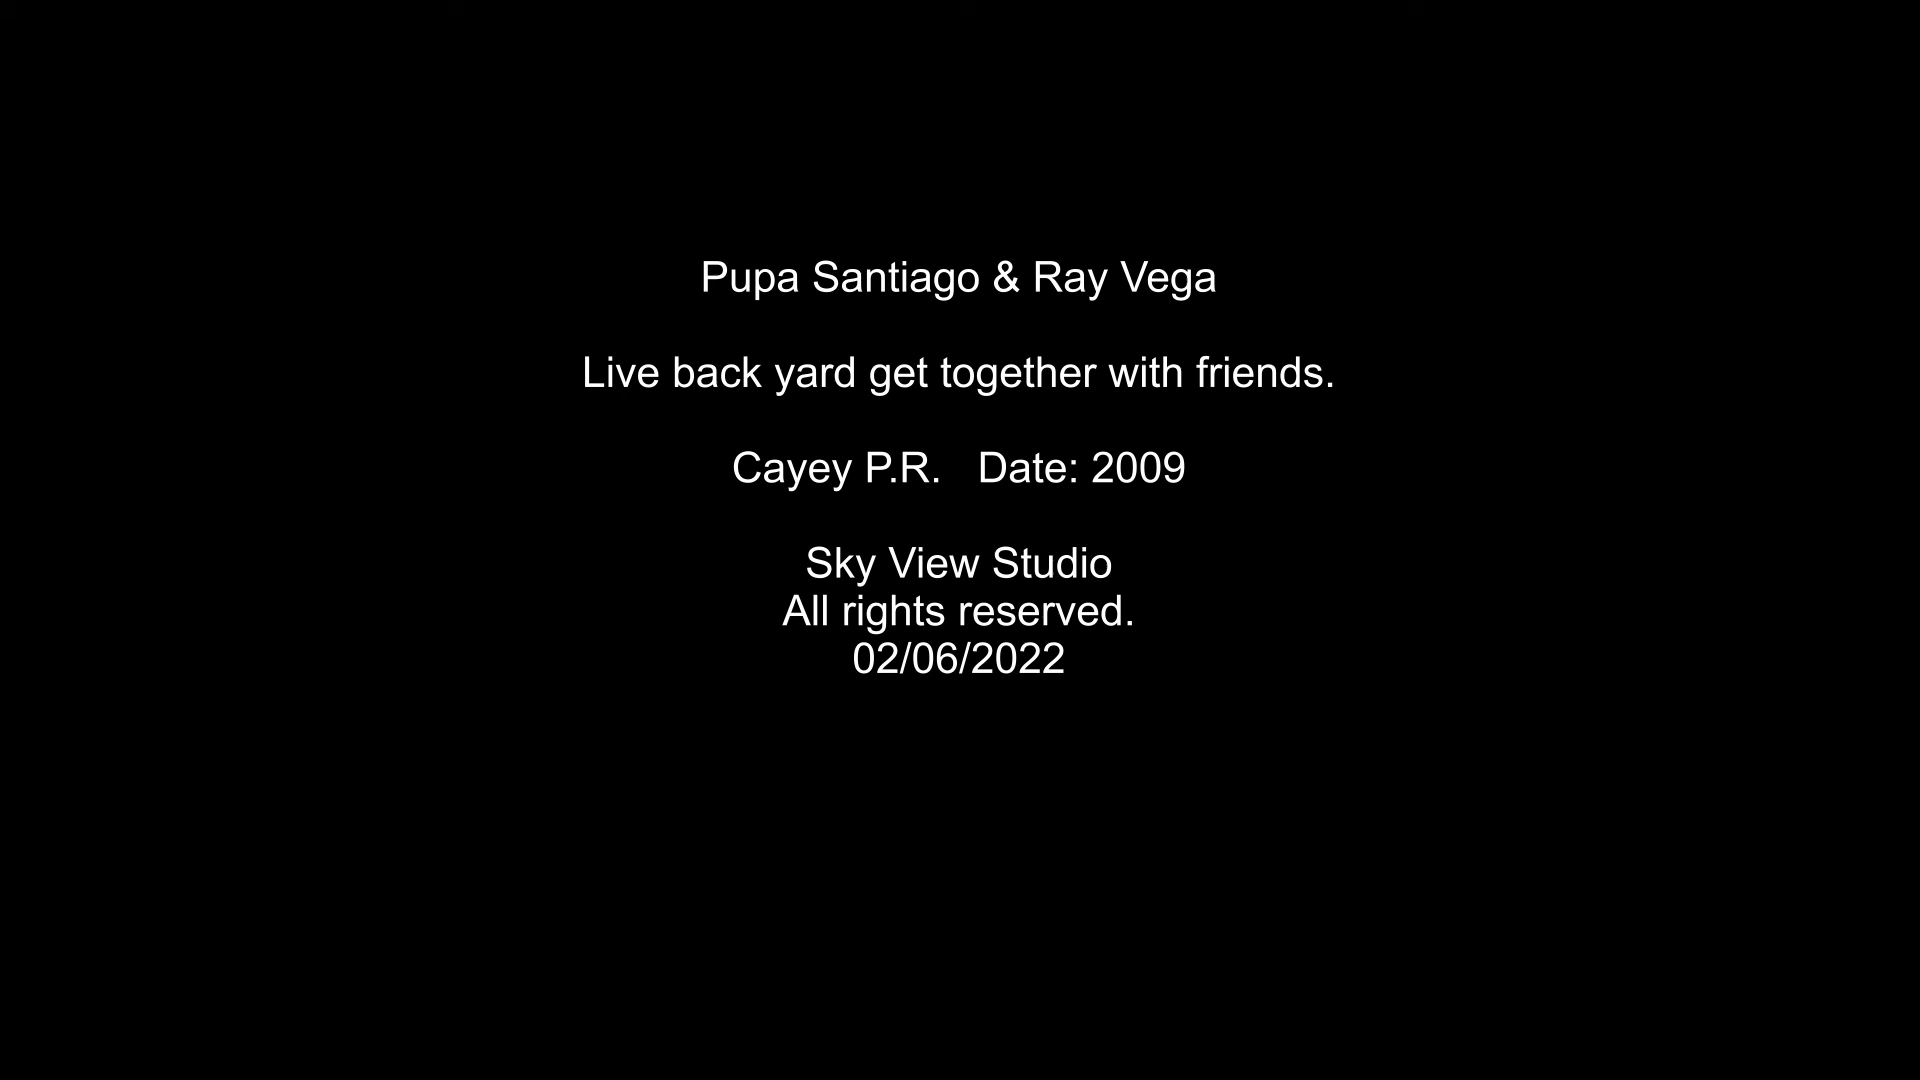 Pupa Santiago & Ray Vega
Live back yard get together with friends.
Cayey P.R.   Date: 2009
Sky View Studio
All rights reserved.
02/06/2022